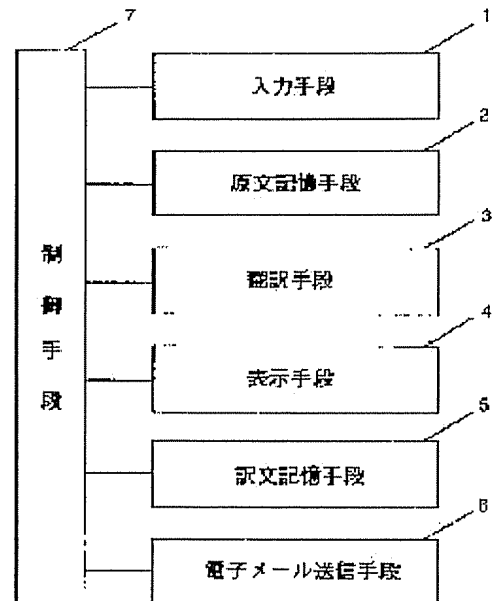 7
1
入力手段
2
原文記憶手段
3
翻訳手段
4
表示手段
5
訳文記憶手段
6
電子メール送信手段
制御手段